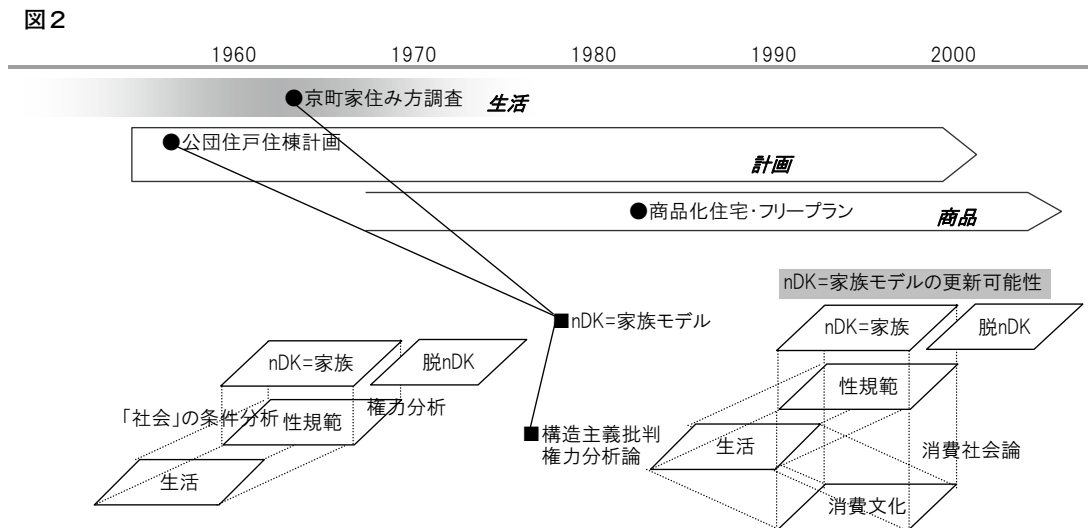 図2
1960 1970 1980 1990 2000
●京町家住み方調査 生活
●公団住戸住棟計画
計画
●商品化住宅・フリープラン 商品
nDK=家族モデルの更新可能性
■nDK=家族モデル
nDK=家族 脱nDK
nDK=家族 脱nDK
性規範
「社会」の条件分析 性規範 権力分析
■構造主義批判
権力分析論
生活 消費社会論
生活
消費文化